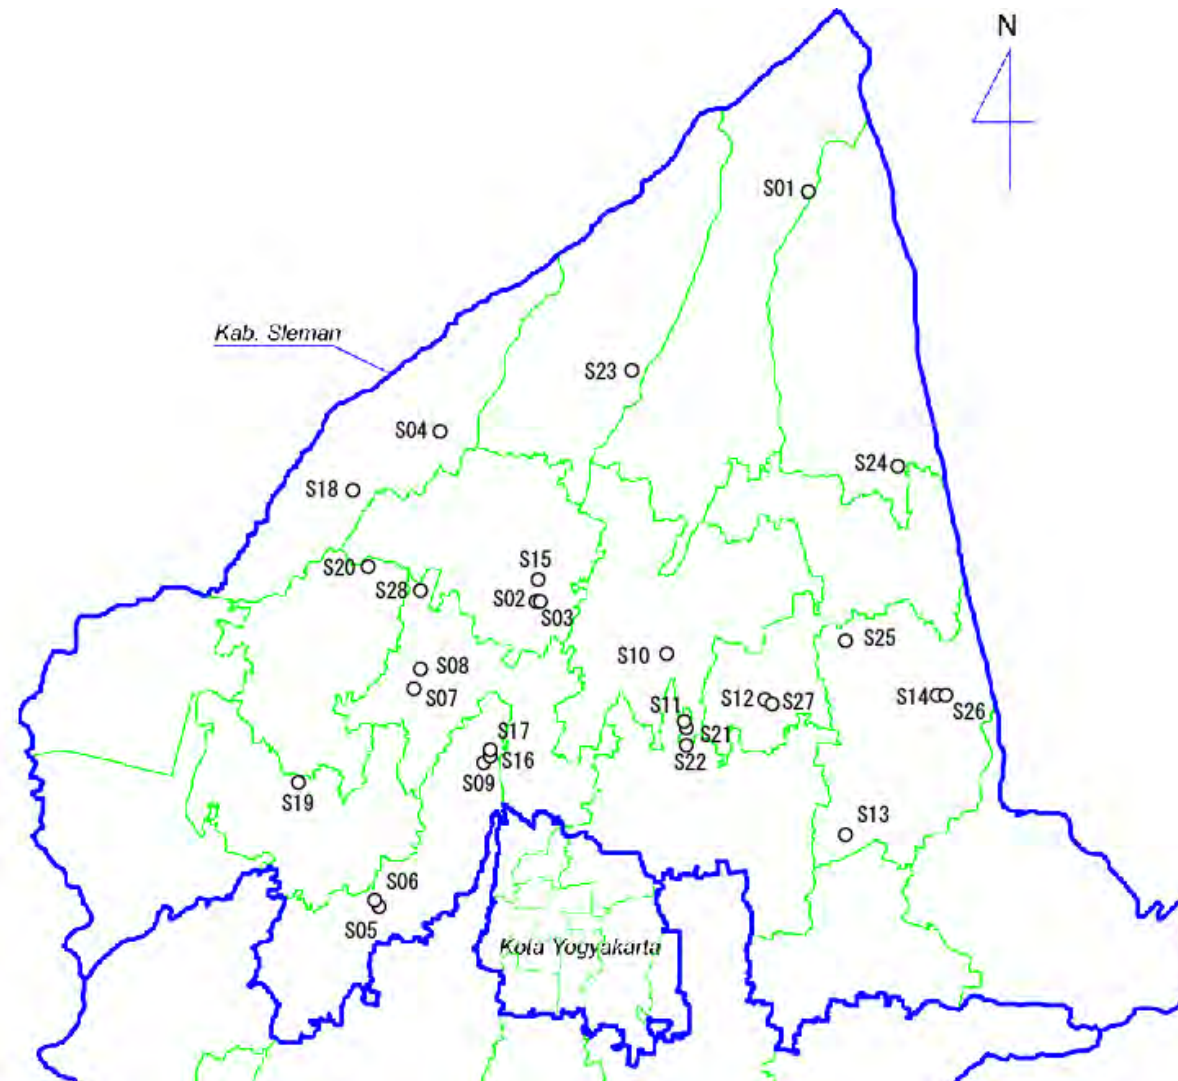 N
S01
Kab. Sleman
S23
S04
S24
S18
S20
S15
S28
S02
S03
S25
S10
S08
S07
S12
S27
S14
S26
S11
S21
S22
S17
S16
S09
S19
S13
S06
S05
Kota Yogyakarta